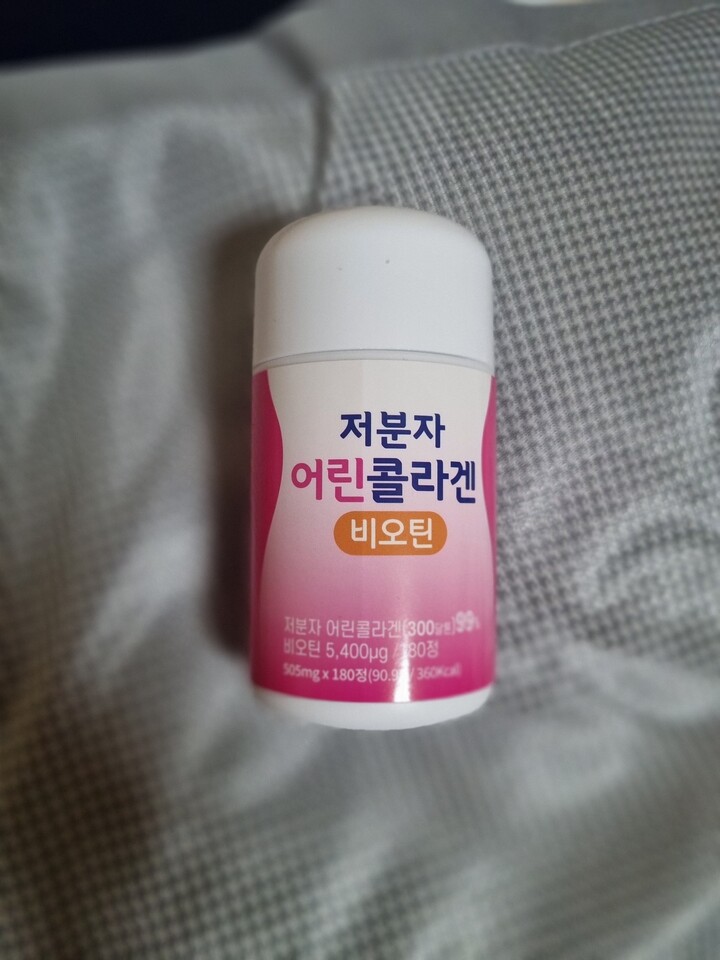 저분자
어린콜라겐
비오틴
저분자 어린콜라겐(300달톤)99%
비오틴 5,400μg /180정
505mg x 180정(90.9g/ 360Kcal)